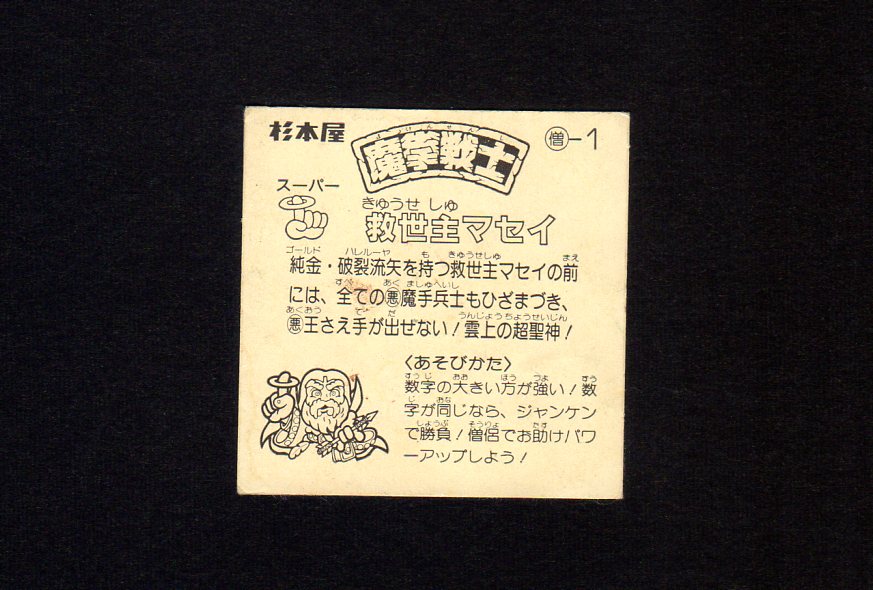 杉本屋
まけんせんし
魔拳戦士
僧-1
スーパー
きゅうせしゅ
救世主マセイ
ゴールド ハレルーヤ も きゅうせしゅ まえ
純金・破裂流矢を持つ救世主マセイの前
すべ あく ましゅへいし
には、全ての悪魔手兵士もひざまづき、
あくおう で だ うんじょう ちょうせいじん
悪王さえ手が出せない!雲上の超聖神!
〈あそびかた〉
すうじ おお ほう つよ すう
数字の大きい方が強い!数
じ おな
字が同じなら、ジャンケン
しょうぶ そうりょ たす
で勝負!僧侶でお助けパワ
ーアップしよう!